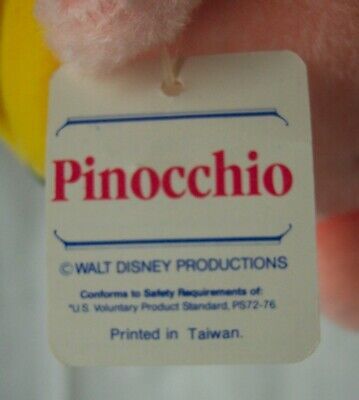 Pinocchio
© WALT DISNEY PRODUCTIONS
Conforms to Safety Requirements of:
"U.S. Voluntary Product Standard, PS72-76.
Printed in Taiwan.